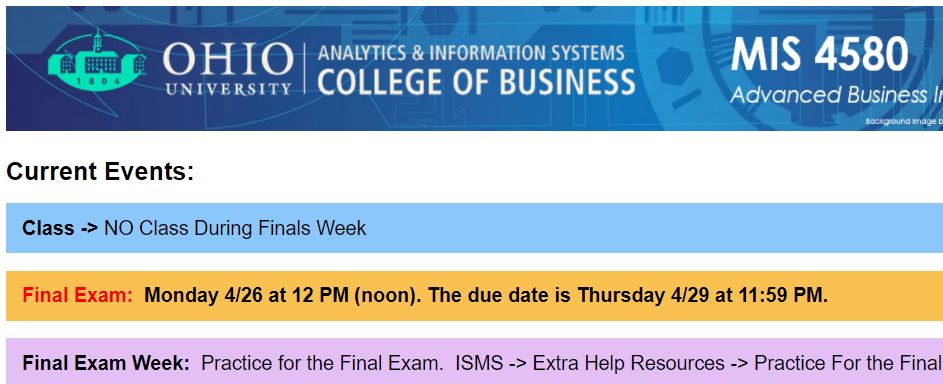 OHIO UNIVERSITY
1804
ANALYTICS & INFORMATION SYSTEMS
COLLEGE OF BUSINESS
MIS 4580
Advanced Business
Background Image
Current Events:
Class -> NO Class During Finals Week
Final Exam: Monday 4/26 at 12 PM (noon). The due date is Thursday 4/29 at 11:59 PM.
Final Exam Week: Practice for the Final Exam. ISMS -> Extra Help Resources -> Practice For the Final